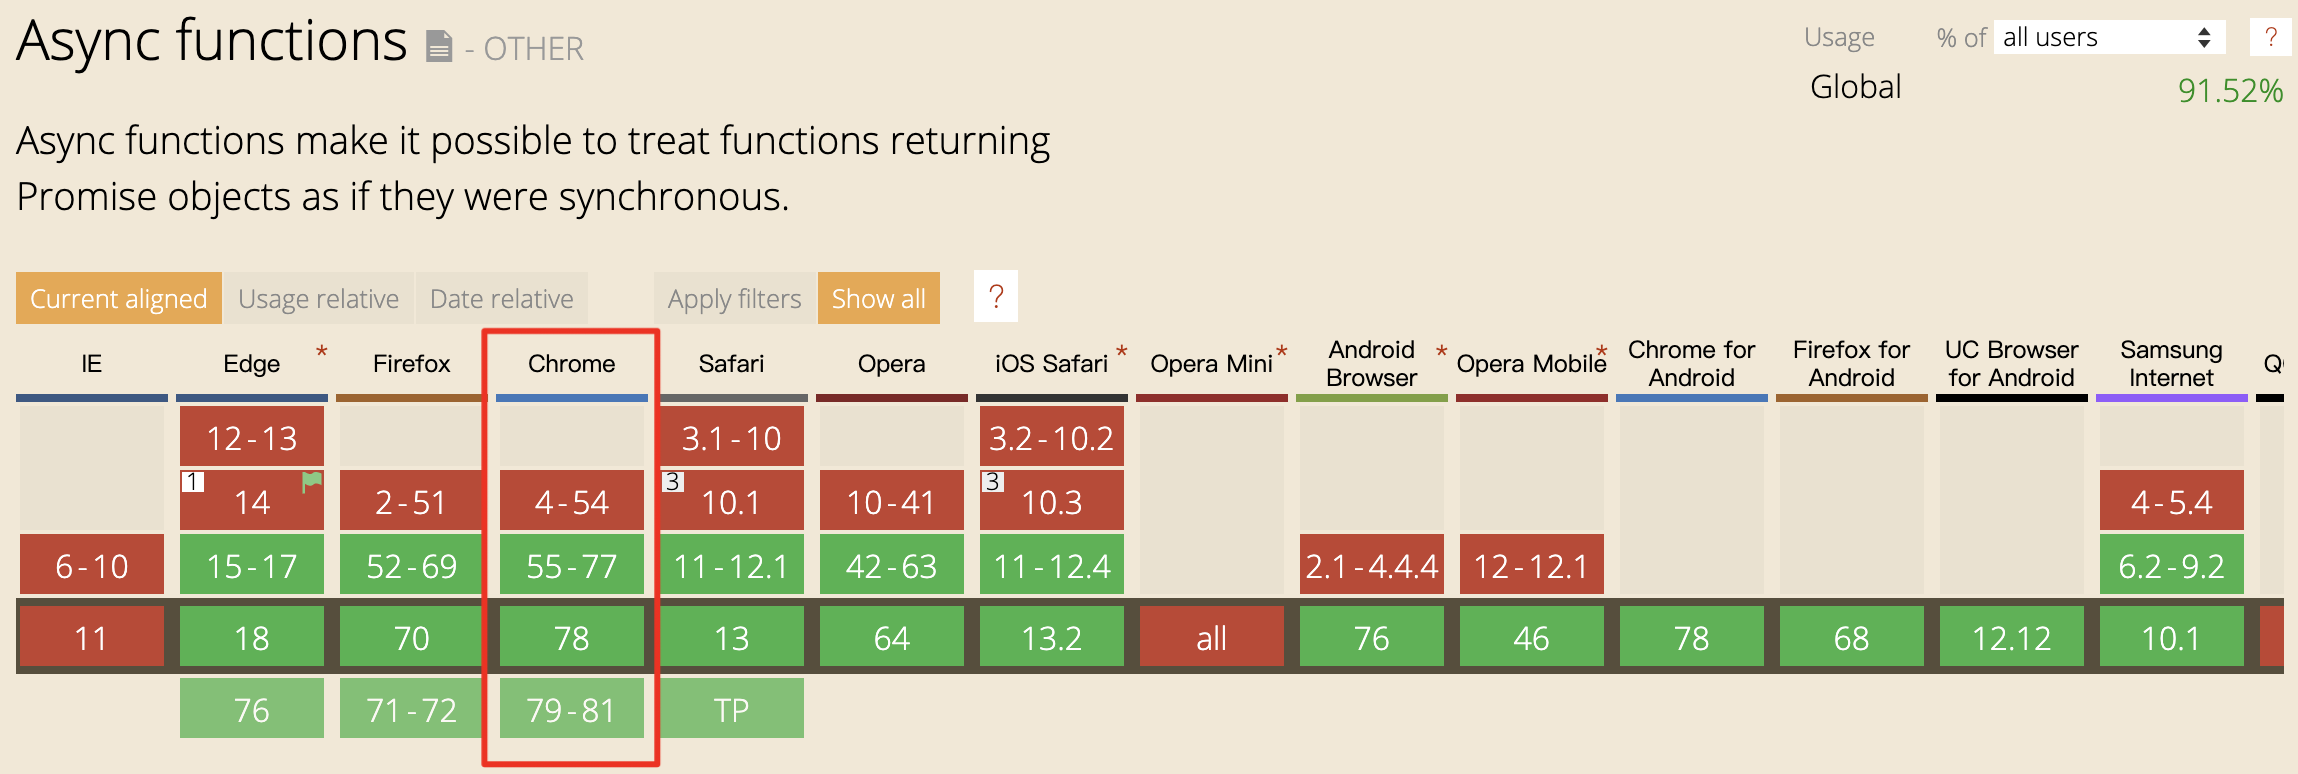 Async functions - OTHER
Usage % of all users ?
Global 91.52%
Async functions make it possible to treat functions returning
Promise objects as if they were synchronous.
Current aligned Usage relative Date relative Apply filters Show all ?
IE Edge * Firefox Chrome Safari Opera iOS Safari * Opera Mini * Android Browser * Opera Mobile * Chrome for Android Firefox for Android UC Browser for Android Samsung Internet
12-13 3.1-10 3.2-10.2
1 14 2-51 4-54 3 10.1 10-41 3 10.3 4-5.4
6-10 15-17 52-69 55-77 11-12.1 42-63 11-12.4 2.1-4.4.4 12-12.1 6.2-9.2
11 18 70 78 13 64 13.2 all 76 46 78 68 12.12 10.1
76 71-72 79-81 TP